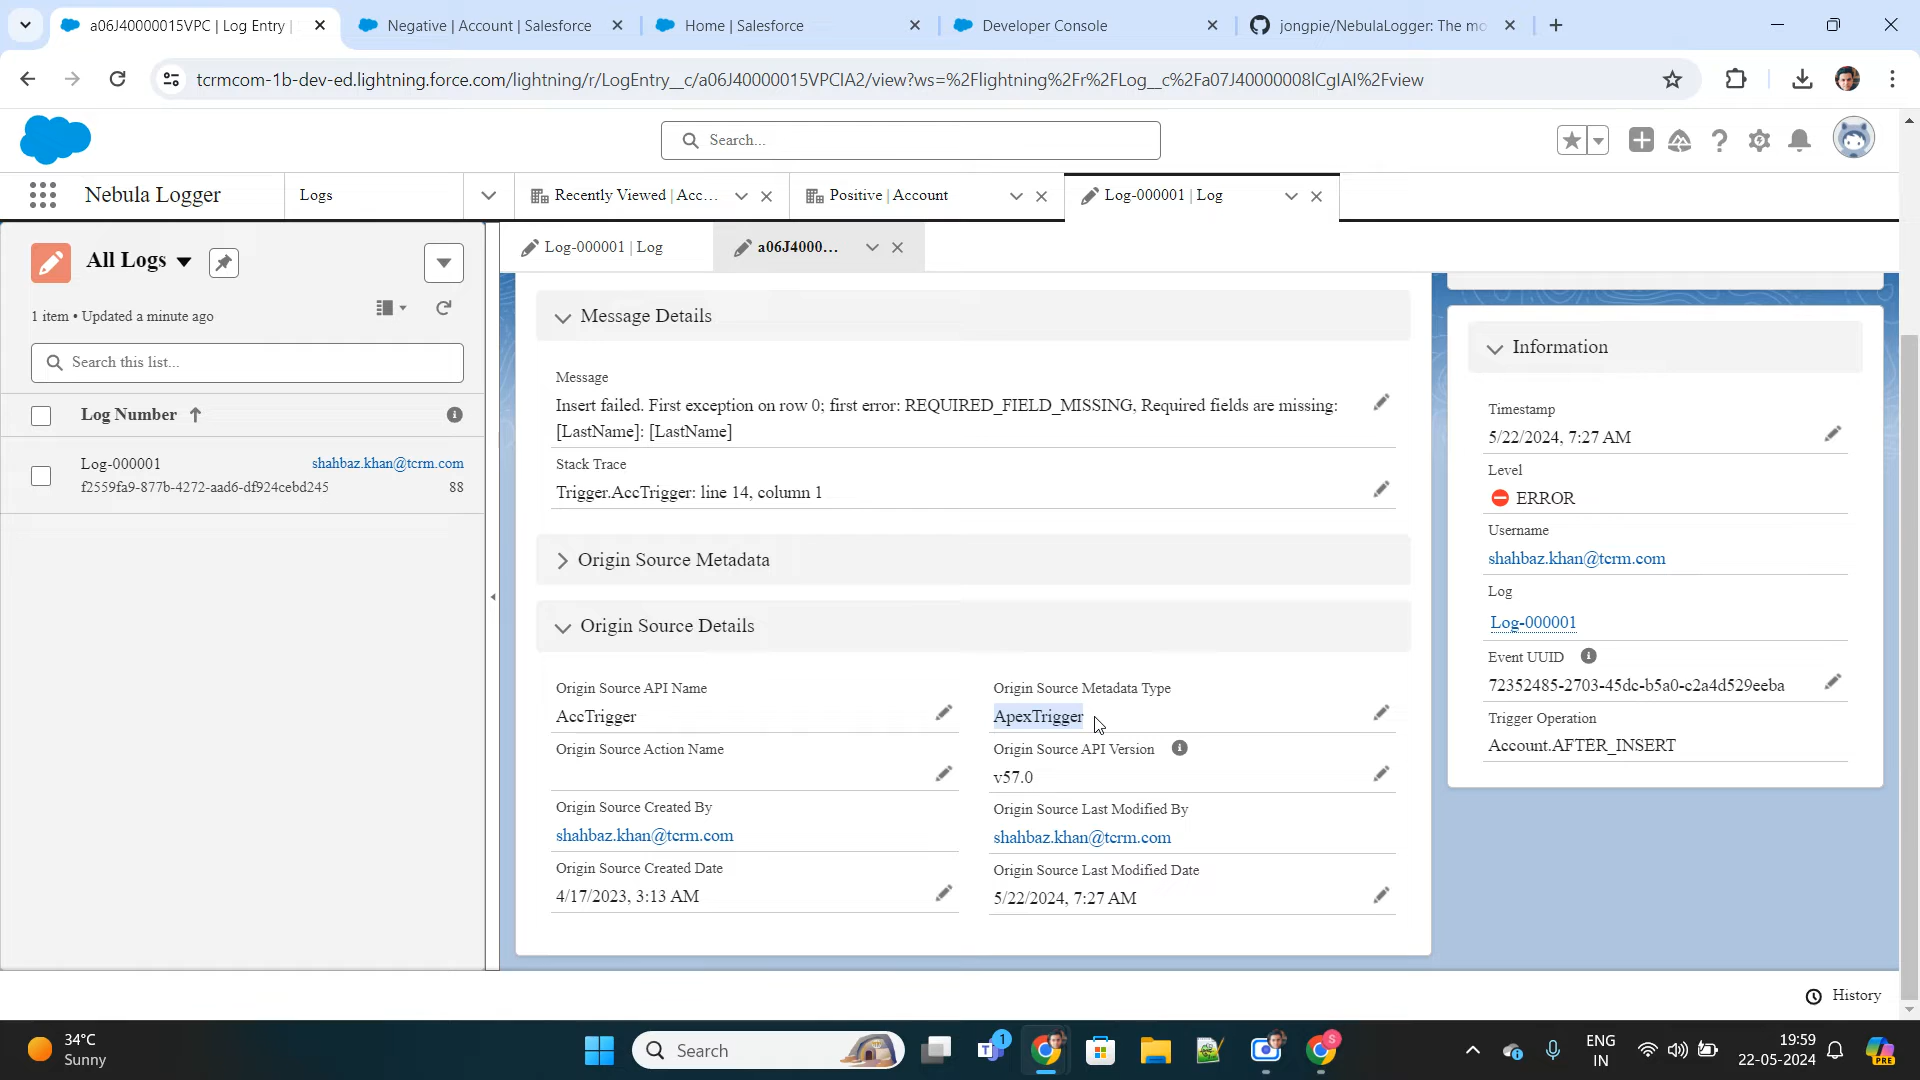 a06J40000015VPC | Log Entry |
Negative | Account | Salesforce
Home | Salesforce
Developer Console
jongpie/NebulaLogger: The mo
tcrmcom-1b-dev-ed.lightning.force.com/lightning/r/LogEntry__c/a06J40000015VPCIA2/view?ws=%2Flightning%2Fr%2FLog__c%2Fa07J40000008lCgIAI%2Fview
Search...
Nebula Logger
Logs
Recently Viewed | Acc...
Positive | Account
Log-000001 | Log
All Logs
1 item • Updated a minute ago
Search this list...
Log Number
Log-000001
shahbaz.khan@tcrm.com
f2559fa9-877b-4272-aad6-df924cebd245
88
Log-000001 | Log
a06J4000...
Message Details
Message
Insert failed. First exception on row 0; first error: REQUIRED_FIELD_MISSING, Required fields are missing:
[LastName]: [LastName]
Stack Trace
Trigger.AccTrigger: line 14, column 1
Origin Source Metadata
Origin Source Details
Origin Source API Name
AccTrigger
Origin Source Metadata Type
ApexTrigger
Origin Source Action Name
Origin Source API Version
v57.0
Origin Source Created By
shahbaz.khan@tcrm.com
Origin Source Last Modified By
shahbaz.khan@tcrm.com
Origin Source Created Date
4/17/2023, 3:13 AM
Origin Source Last Modified Date
5/22/2024, 7:27 AM
Information
Timestamp
5/22/2024, 7:27 AM
Level
ERROR
Username
shahbaz.khan@tcrm.com
Log
Log-000001
Event UUID
72352485-2703-45dc-b5a0-c2a4d529eeba
Trigger Operation
Account.AFTER_INSERT
History
34°C
Sunny
Search
1
S
ENG
IN
19:59
22-05-2024
PRE